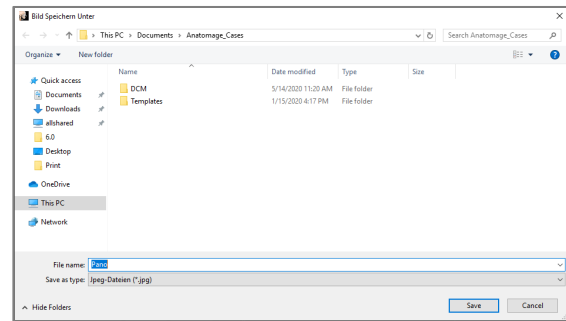 Bild Speichern Unter
This PC > Documents > Anatomage_Cases
Search Anatomage_Cases
Organize New folder
Name Date modified Type Size
Quick access
Documents
Downloads
allshared
6.0
Desktop
Print
OneDrive
This PC
Network
DCM 5/14/2020 11:20 AM File folder
Templates 1/15/2020 4:17 PM File folder
File name: Pano
Save as type: Jpeg-Dateien (*.jpg)
Hide Folders Save Cancel